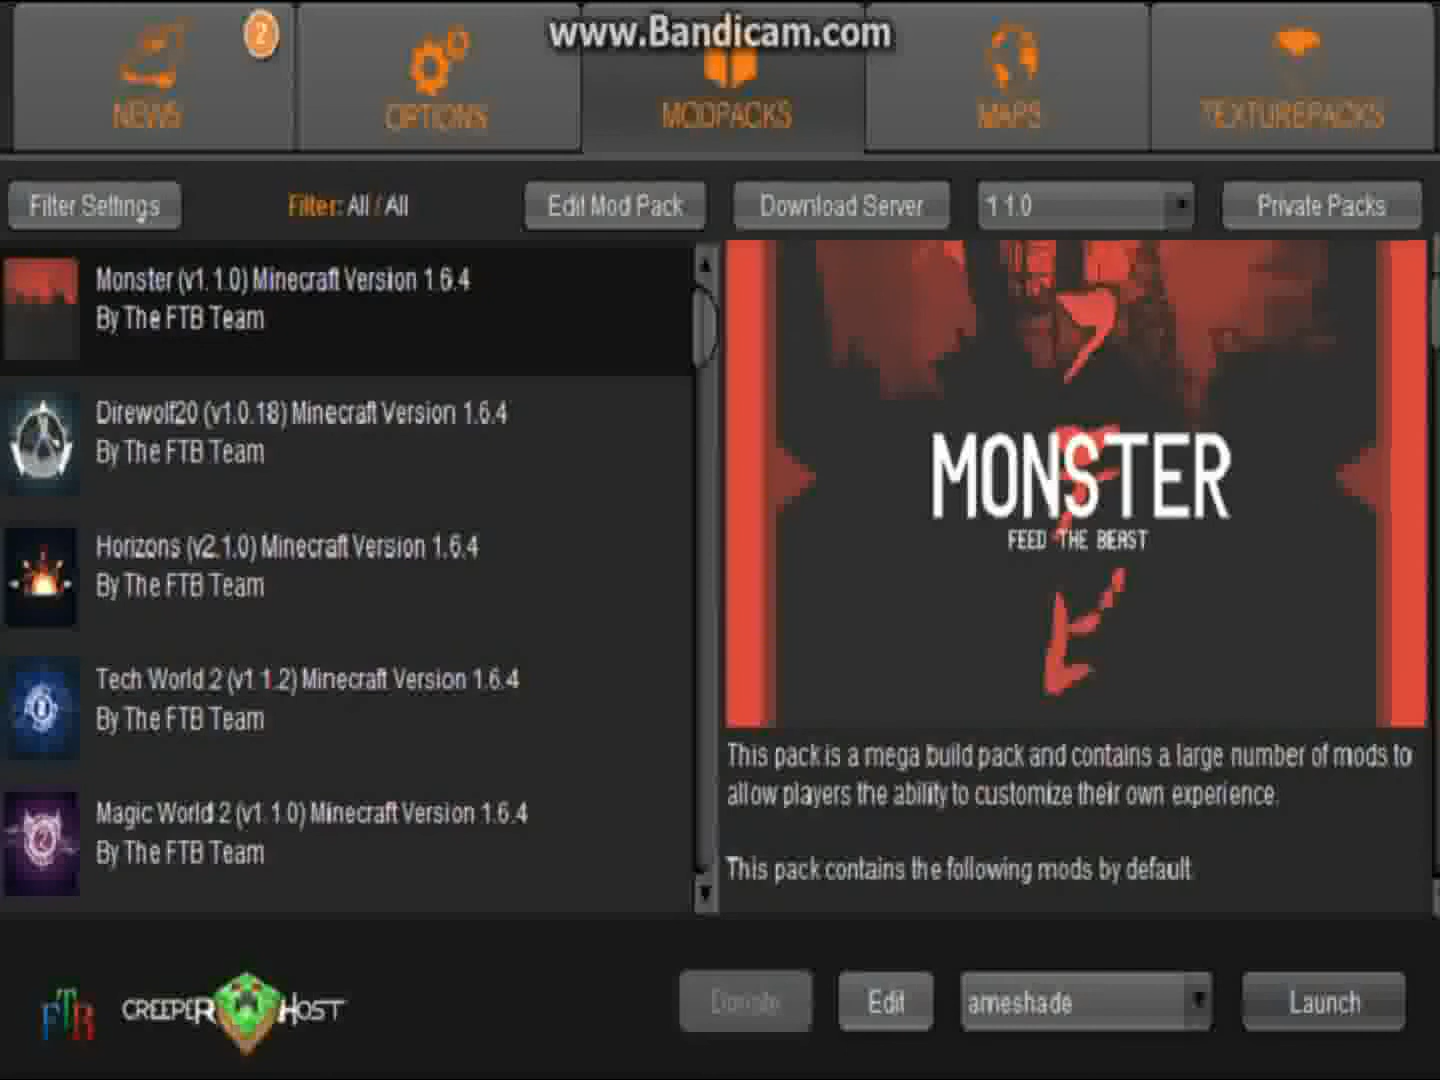 www.Bandicam.com
2
NEWS
OPTIONS
MODPACKS
MAPS
TEXTUREPACKS
Filter Settings
Filter: All / All
Edit Mod Pack
Download Server
1.1.0
Private Packs
Monster (v1.1.0) Minecraft Version 1.6.4
By The FTB Team
Direwolf20 (v1.0.18) Minecraft Version 1.6.4
By The FTB Team
Horizons (v2.1.0) Minecraft Version 1.6.4
By The FTB Team
Tech World 2 (v1.1.2) Minecraft Version 1.6.4
By The FTB Team
Magic World 2 (v1.1.0) Minecraft Version 1.6.4
By The FTB Team
MONSTER
FEED THE BEAST
This pack is a mega build pack and contains a large number of mods to
allow players the ability to customize their own experience.
This pack contains the following mods by default
FTB
CREEPER HOST
Donate
Edit
ameshade
Launch